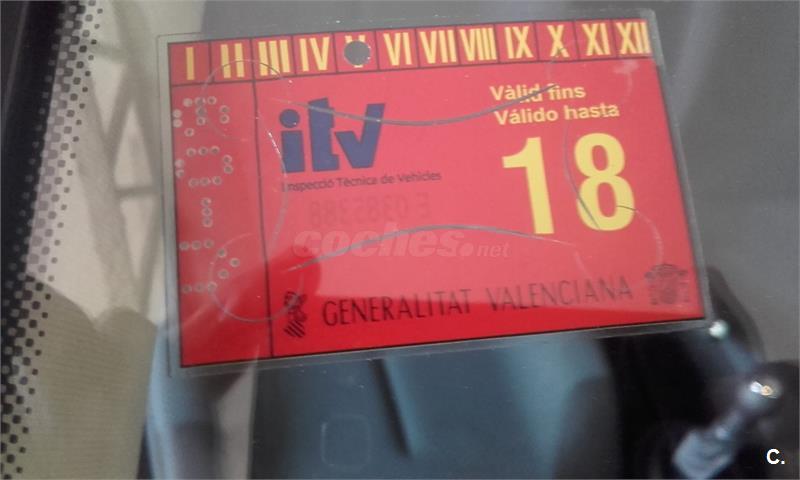 I II III IV V VI VII VIII IX X XI XII
Vàlid fins
Válido hasta
itv
18
Inspecció Tècnica de Vehicles
coches.net
GENERALITAT VALENCIANA
C.